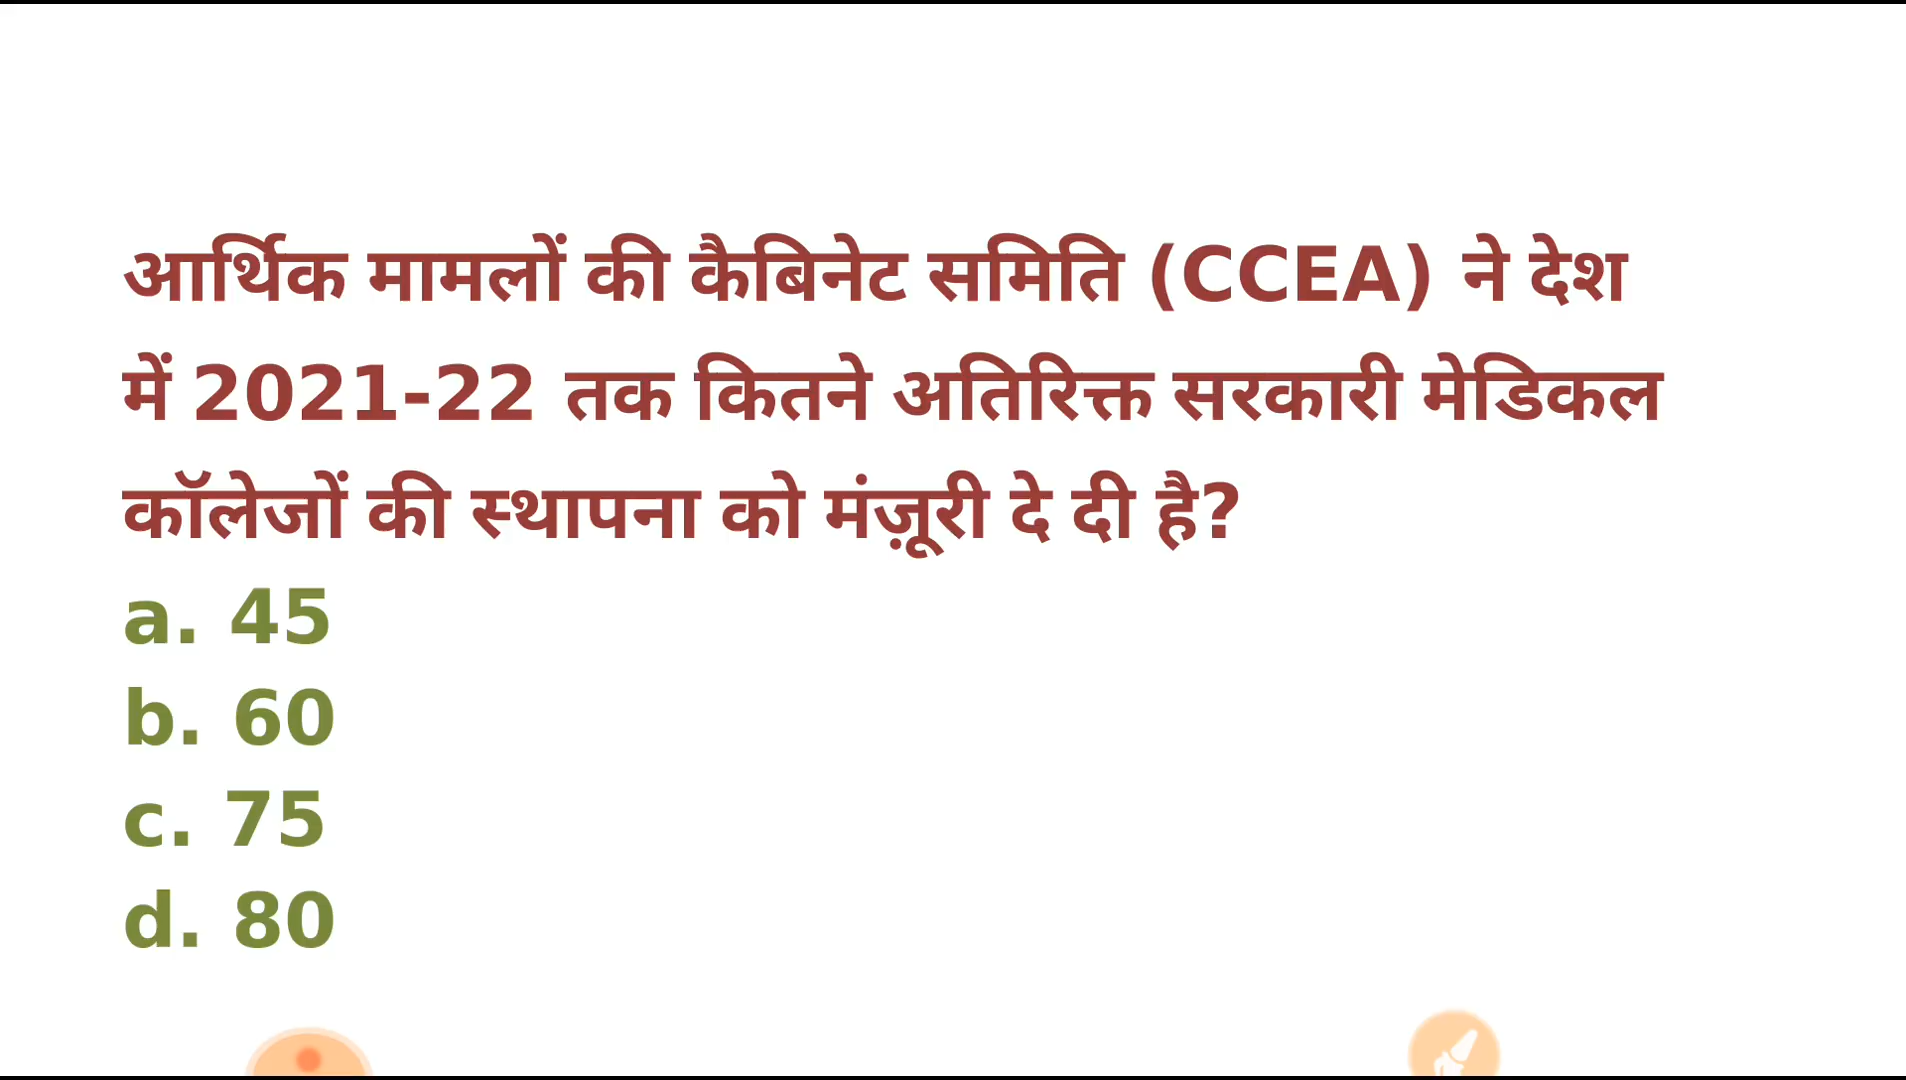 आर्थिक मामलों की कैबिनेट समिति (CCEA) ने देश
में 2021-22 तक कितने अतिरिक्त सरकारी मेडिकल
कॉलेजों की स्थापना को मंज़ूरी दे दी है?
a. 45
b. 60
c. 75
d. 80